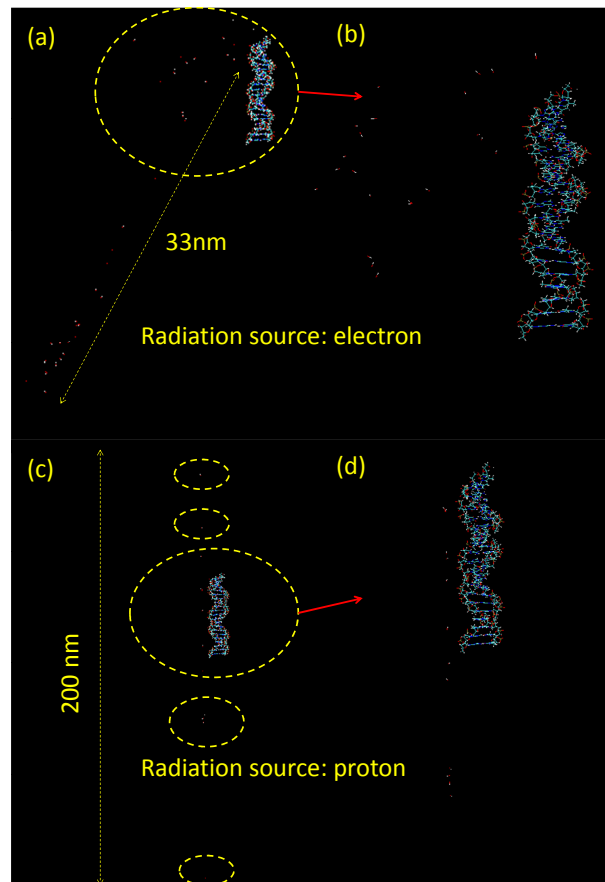 (a)
(b)
33nm
Radiation source: electron
(c)
(d)
200 nm
Radiation source: proton